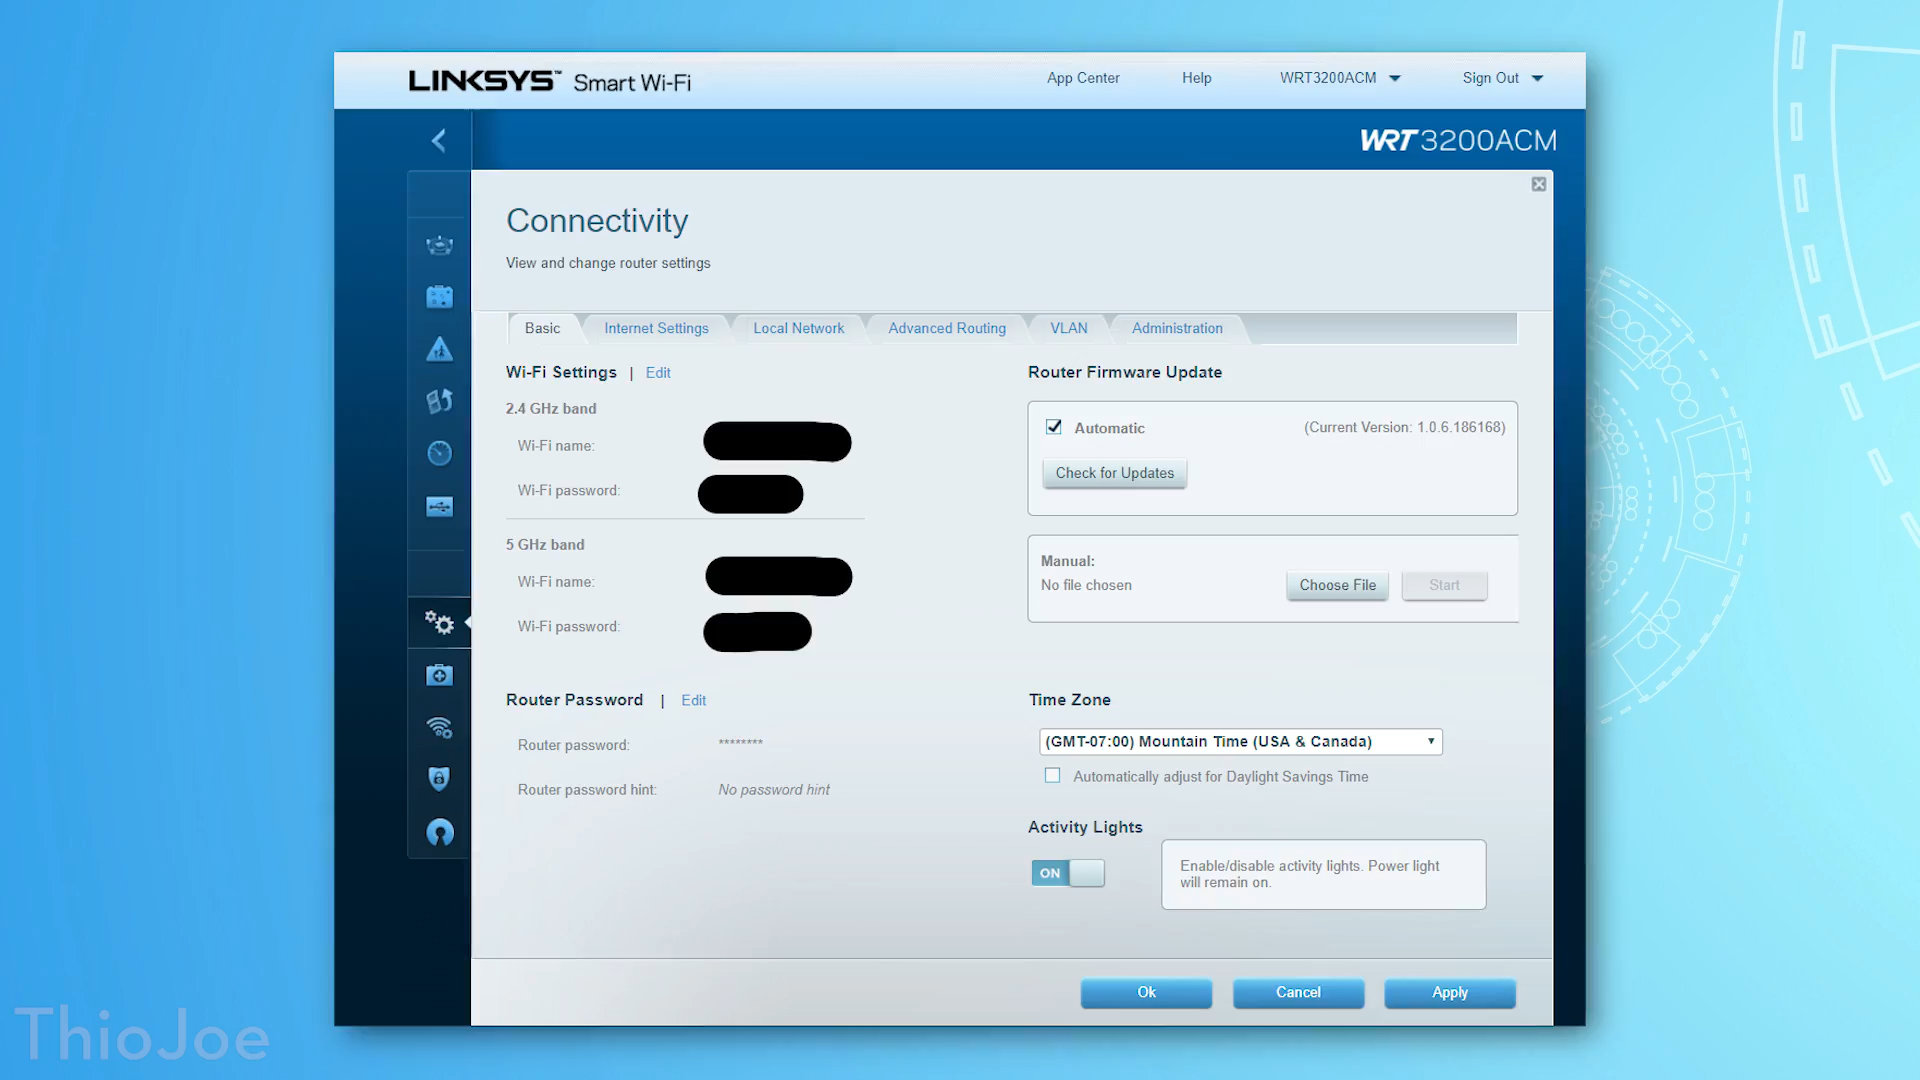 LINKSYS™ Smart Wi-Fi
App Center
Help
WRT3200ACM
Sign Out
WRT3200ACM
Connectivity
View and change router settings
Basic
Internet Settings
Local Network
Advanced Routing
VLAN
Administration
Wi-Fi Settings | Edit
2.4 GHz band
Wi-Fi name:
Wi-Fi password:
5 GHz band
Wi-Fi name:
Wi-Fi password:
Router Password | Edit
Router password: ********
Router password hint: No password hint
Router Firmware Update
Automatic
(Current Version: 1.0.6.186168)
Check for Updates
Manual:
No file chosen
Choose File
Start
Time Zone
(GMT-07:00) Mountain Time (USA & Canada)
Automatically adjust for Daylight Savings Time
Activity Lights
ON
Enable/disable activity lights. Power light
will remain on.
Ok
Cancel
Apply
ThioJoe